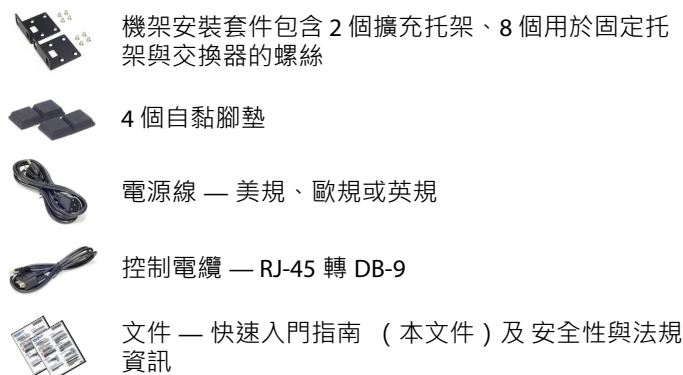 機架安裝套件包含 2 個擴充托架、8 個用於固定托
架與交換器的螺絲
4 個自黏腳墊
電源線 — 美規、歐規或英規
控制電纜 — RJ-45 轉 DB-9
文件 — 快速入門指南 （本文件）及 安全性與法規
資訊